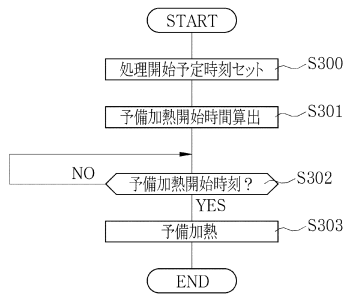 START
処理開始予定時刻セット
S300
予備加熱開始時間算出
S301
NO
予備加熱開始時刻？
S302
YES
予備加熱
S303
END